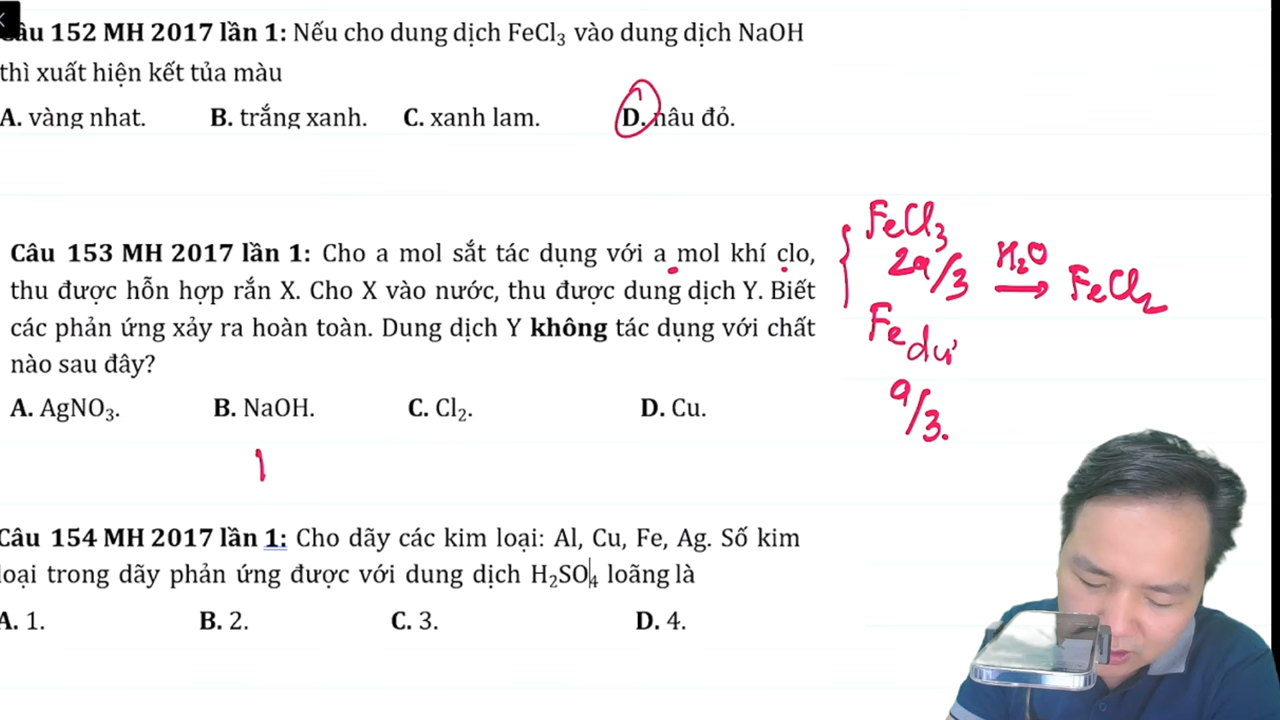 Câu 152 MH 2017 lần 1: Nếu cho dung dịch FeCl₃ vào dung dịch NaOH
thì xuất hiện kết tủa màu
A. vàng nhat. B. trắng xanh. C. xanh lam. D. nâu đỏ.
Câu 153 MH 2017 lần 1: Cho a mol sắt tác dụng với a mol khí clo,
thu được hỗn hợp rắn X. Cho X vào nước, thu được dung dịch Y. Biết
các phản ứng xảy ra hoàn toàn. Dung dịch Y không tác dụng với chất
nào sau đây?
A. AgNO₃. B. NaOH. C. Cl₂. D. Cu.
FeCl₃
2a/3 H₂O → FeCl₂
Fe dư
a/3.
Câu 154 MH 2017 lần 1: Cho dãy các kim loại: Al, Cu, Fe, Ag. Số kim
loại trong dãy phản ứng được với dung dịch H₂SO₄ loãng là
A. 1. B. 2. C. 3. D. 4.